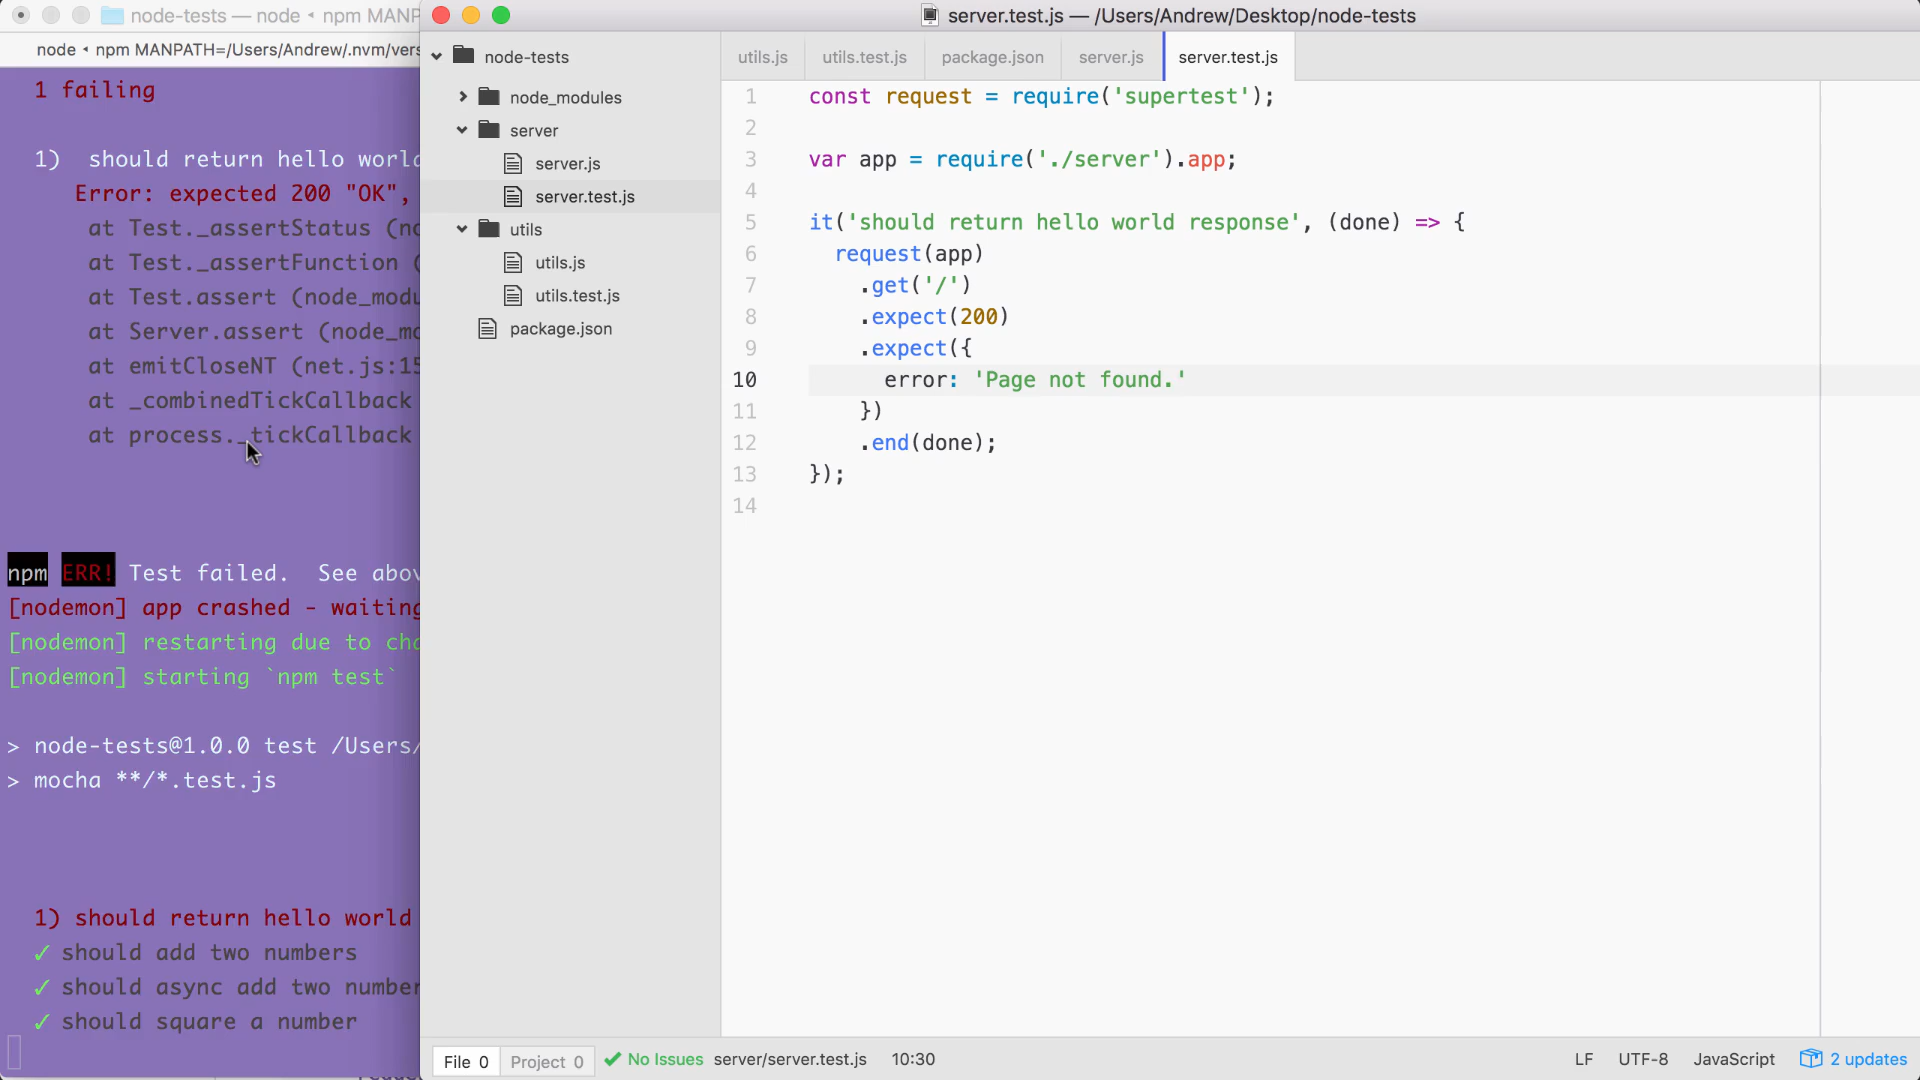 node-tests — node ◂ npm MANP
node ◂ npm MANPATH=/Users/Andrew/.nvm/vers
1 failing
1)  should return hello world
Error: expected 200 "OK",
at Test._assertStatus (no
at Test._assertFunction (
at Test.assert (node_modu
at Server.assert (node_mo
at emitCloseNT (net.js:15
at _combinedTickCallback
at process._tickCallback
npm ERR! Test failed.  See abov
[nodemon] app crashed - waiting
[nodemon] restarting due to cha
[nodemon] starting `npm test`
> node-tests@1.0.0 test /Users/
> mocha **/*.test.js
1) should return hello world
✓ should add two numbers
✓ should async add two number
✓ should square a number
server.test.js — /Users/Andrew/Desktop/node-tests
node-tests
node_modules
server
server.js
server.test.js
utils
utils.js
utils.test.js
package.json
utils.js
utils.test.js
package.json
server.js
server.test.js
1 const request = require('supertest');
2
3 var app = require('./server').app;
4
5 it('should return hello world response', (done) => {
6 request(app)
7 .get('/')
8 .expect(200)
9 .expect({
10 error: 'Page not found.'
11 })
12 .end(done);
13 });
14
File 0 Project 0 No Issues server/server.test.js 10:30 LF UTF-8 JavaScript 2 updates